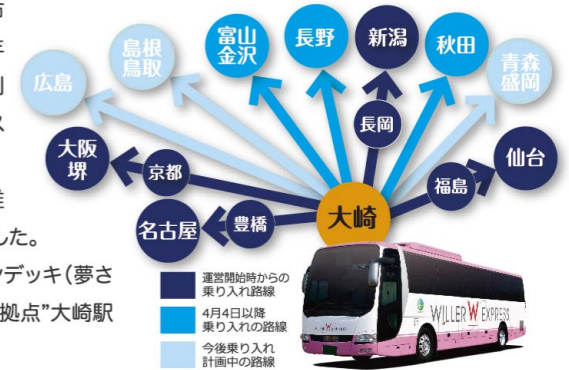 富山
金沢
長野
新潟
秋田
島根
鳥取
青森
盛岡
広島
長岡
大阪
堺
京都
仙台
福島
名古屋
豊橋
大崎
した。
デッキ(夢さ
拠点”大崎駅
運営開始時からの
乗り入れ路線
4月4日以降
乗り入れの路線
今後乗り入れ
計画中の路線
WILLER EXPRESS